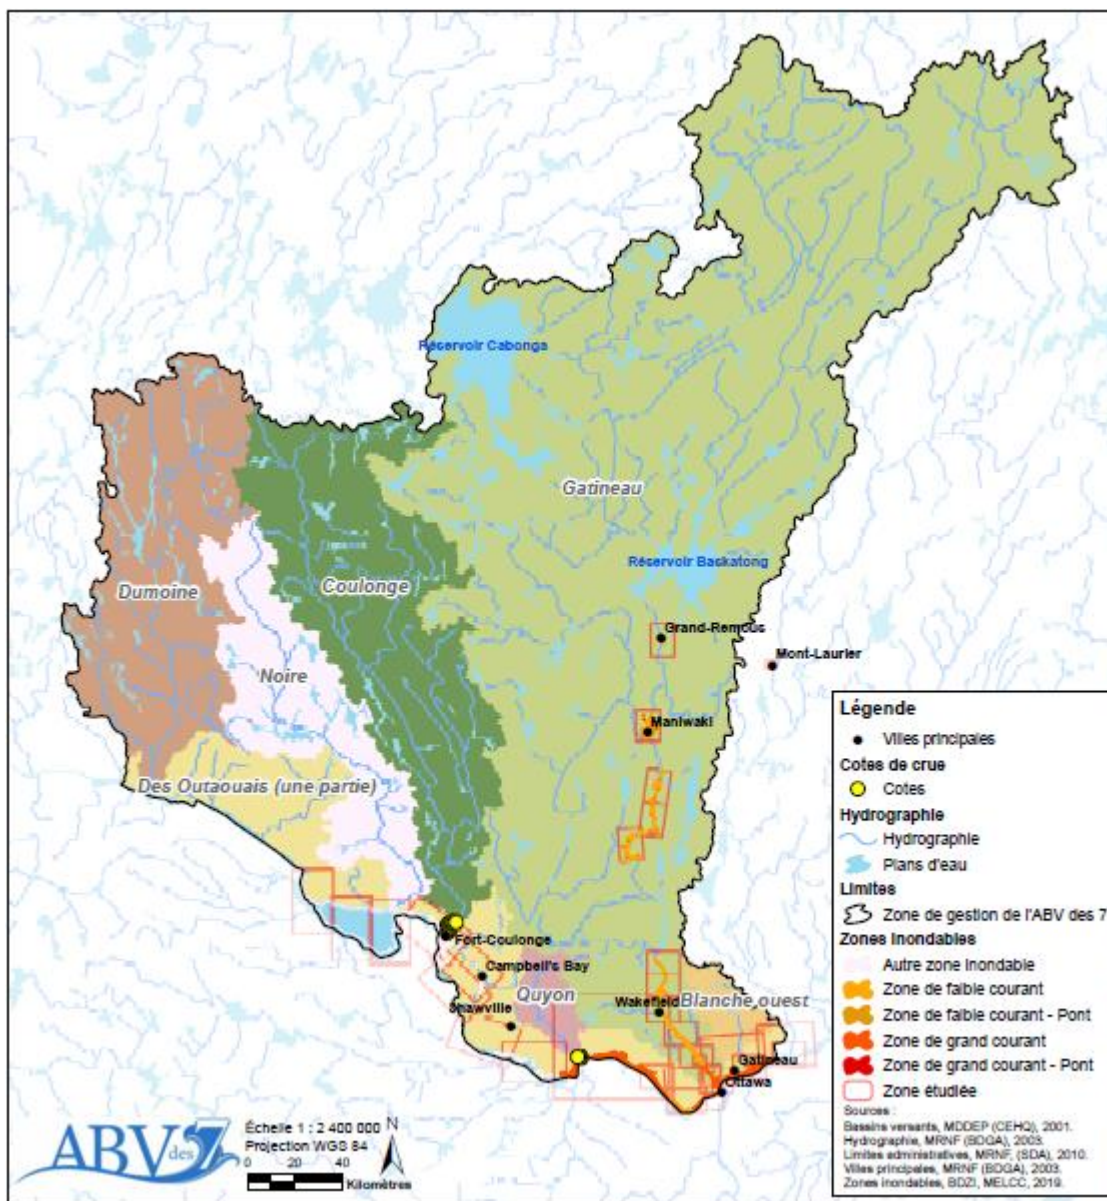 Réservoir Cabonga
Gatineau
Réservoir Baskatong
Dumoine
Coulonge
Grand-Remous
Mont-Laurier
Noire
Maniwaki
Des Outaouais (une partie)
Fort-Coulonge
Campbell's Bay
Quyon
Wakefield
Blanche ouest
Shawville
Gatineau
Ottawa
Légende
Villes principales
Cotes de crue
Cotes
Hydrographie
Hydrographie
Plans d'eau
Limites
Zone de gestion de l'ABV des 7
Zones Inondables
Autre zone Inondable
Zone de faible courant
Zone de faible courant - Pont
Zone de grand courant
Zone de grand courant - Pont
Zone étudiée
Sources :
Bassins versants, MDDEP (CEHQ), 2001.
Hydrographie, MRNF (BDGA), 2003.
Limites administratives, MRNF, (SDA), 2010.
Villes principales, MRNF (BDGA), 2003.
Zones inondables, BDZI, MELCC, 2019.
ABV des 7
Échelle 1 : 2 400 000
Projection WGS 84
N
0 20 40
Kilomètres